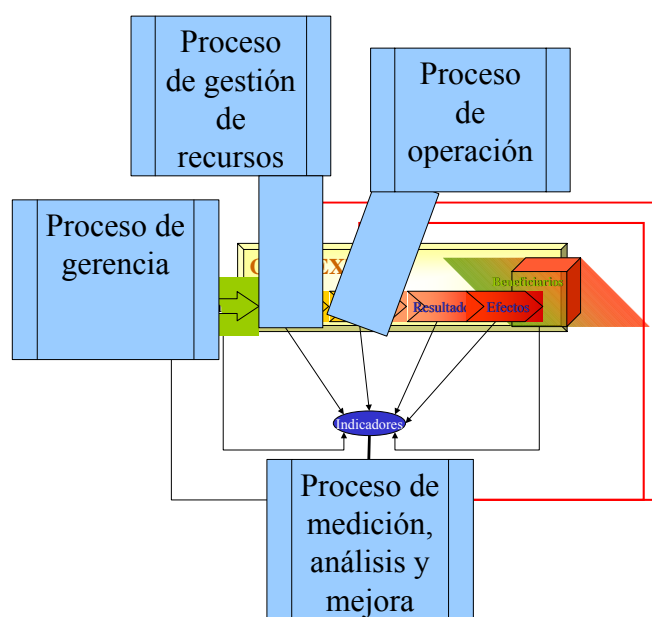 Proceso
de gestión
de
recursos
Proceso
de
operación
Proceso de
gerencia
Beneficiarios
Resultado
Efectos
Indicadores
Proceso de
medición,
análisis y
mejora